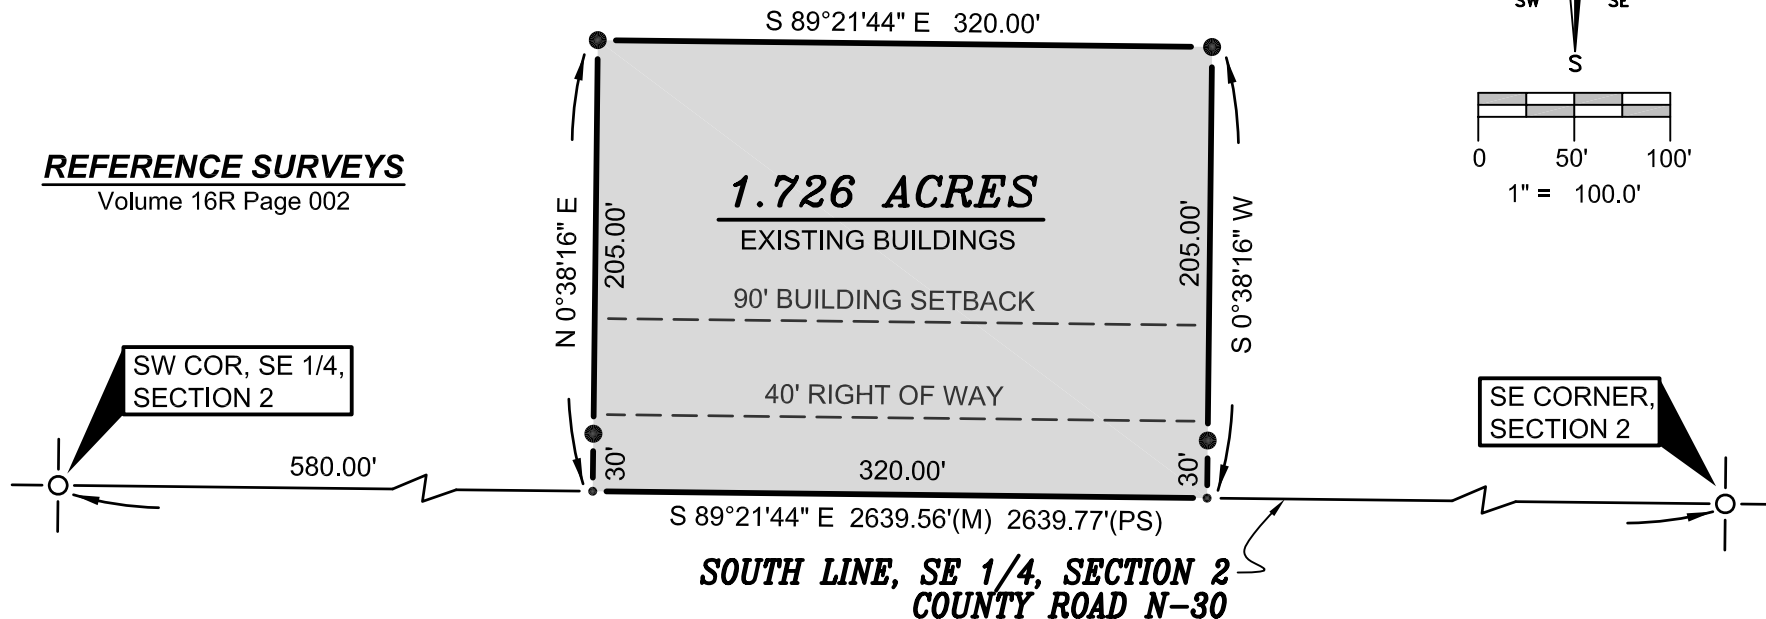 SW SE
S
S 89°21'44" E 320.00'
0 50' 100'
1" = 100.0'
REFERENCE SURVEYS
Volume 16R Page 002
1.726 ACRES
EXISTING BUILDINGS
N 0°38'16" E
205.00'
205.00'
S 0°38'16" W
90' BUILDING SETBACK
40' RIGHT OF WAY
SW COR, SE 1/4,
SECTION 2
SE CORNER,
SECTION 2
580.00'
30'
320.00'
30'
S 89°21'44" E 2639.56'(M) 2639.77'(PS)
SOUTH LINE, SE 1/4, SECTION 2
COUNTY ROAD N-30